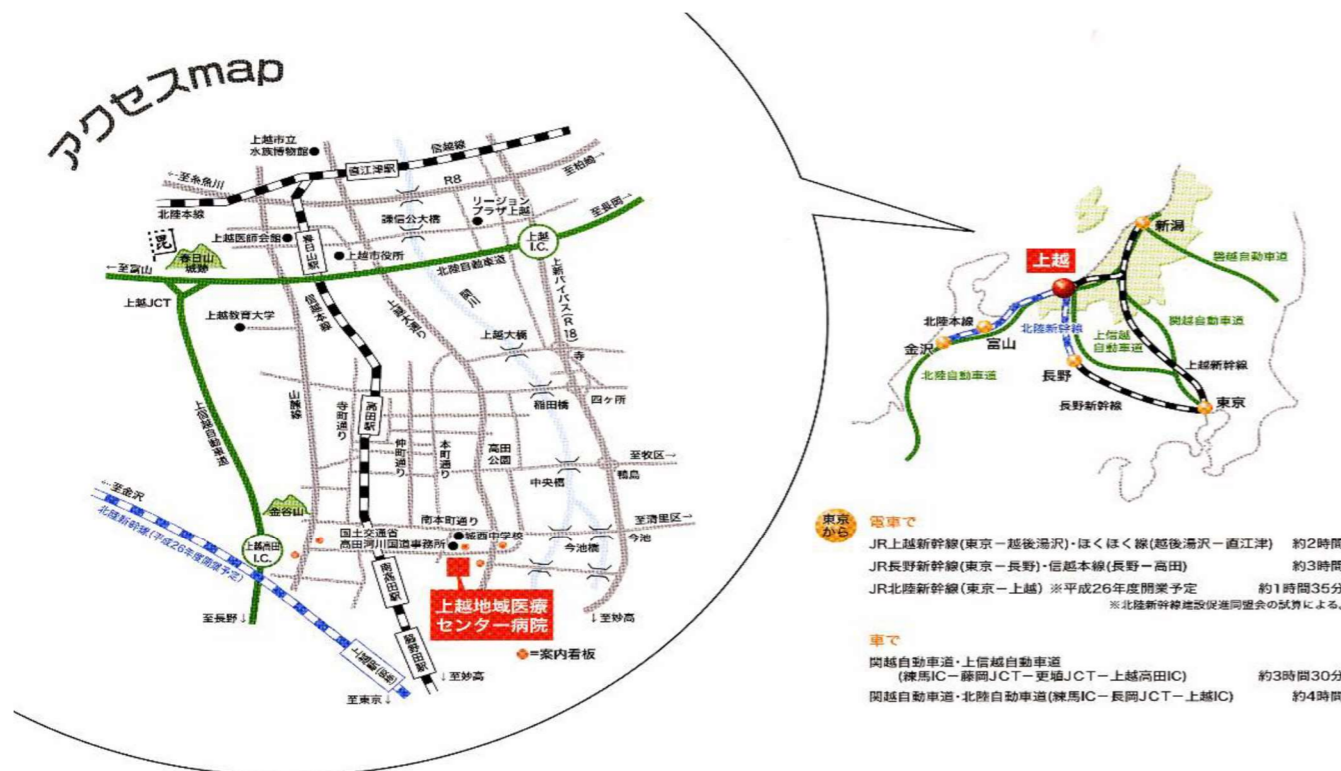 アクセスmap
上越市立
水族博物館
信越線
直江津駅
←至糸魚川
R8
至柏崎→
北陸本線
謙信公大橋
リージョン
プラザ上越
至長岡→
毘
上越医師会館
春日山駅
上越I.C.
春日山
城跡
上越市役所
北陸自動車道
←至富山
上越JCT
信越本線
上越大通り
関川
上新バイパス(R18)
上越教育大学
上越大橋
寺
山麓線
寺町通り
高田駅
稲田橋
四ヶ所
上信越自動車道
仲町通り
本町通り
高田
公園
至牧区→
中央橋
鴨島
←至金沢
北陸新幹線(平成26年度開業予定)
金谷山
南本町通り
至清里区→
国土交通省
高田河川国道事務所
城西中学校
今池
今池橋
上越高田
I.C.
南高田駅
上越地域医療
センター病院
至長野↓
↓至妙高
脇野田駅
=案内看板
↓至妙高
至東京↓
新潟
上越
磐越自動車道
北陸本線
北陸新幹線
関越自動車道
金沢
富山
上信越
自動車道
北陸自動車道
上越新幹線
長野
長野新幹線
東京
東京
から
電車で
JR上越新幹線(東京−越後湯沢)・ほくほく線(越後湯沢−直江津) 約2時間
JR長野新幹線(東京−長野)・信越本線(長野−高田) 約3時間
JR北陸新幹線(東京−上越) ※平成26年度開業予定 約1時間35分
※北陸新幹線建設促進同盟会の試算による。
車で
関越自動車道・上信越自動車道
(練馬IC−藤岡JCT−更埴JCT−上越高田IC) 約3時間30分
関越自動車道・北陸自動車道(練馬IC−長岡JCT−上越IC) 約4時間